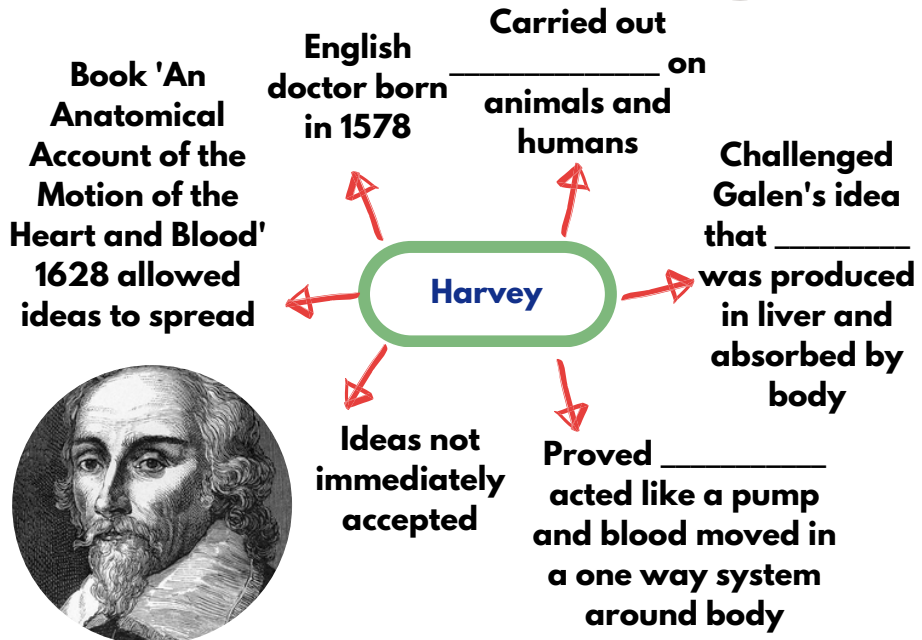 Book 'An
Anatomical
Account of the
Motion of the
Heart and Blood'
1628 allowed
ideas to spread
English
doctor born
in 1578
Carried out
______________ on
animals and
humans
Challenged
Galen's idea
that _________
was produced
in liver and
absorbed by
body
Harvey
Ideas not
immediately
accepted
Proved ___________
acted like a pump
and blood moved in
a one way system
around body